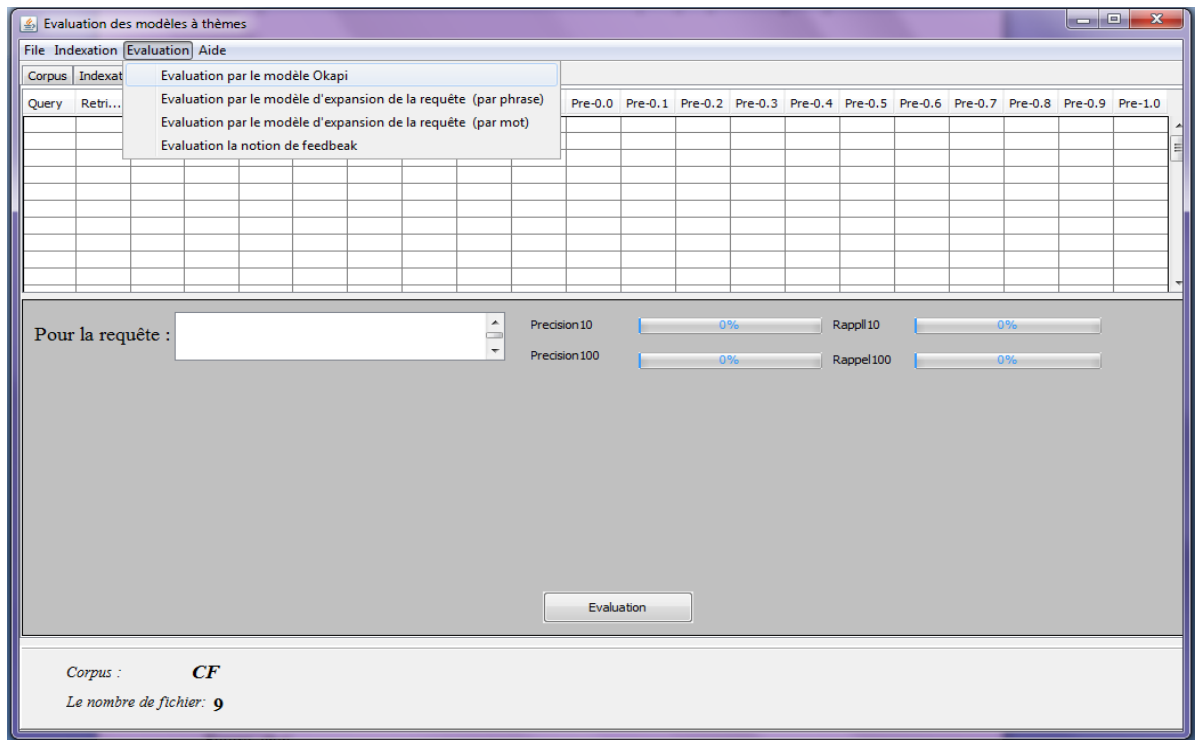 Evaluation des modèles à thèmes
File Indexation Evaluation Aide
Corpus Indexat
Evaluation par le modèle Okapi
Evaluation par le modèle d'expansion de la requête (par phrase)
Evaluation par le modèle d'expansion de la requête (par mot)
Evaluation la notion de feedbeak
Query Retri... Pre-0.0 Pre-0.1 Pre-0.2 Pre-0.3 Pre-0.4 Pre-0.5 Pre-0.6 Pre-0.7 Pre-0.8 Pre-0.9 Pre-1.0
Pour la requête : Precision10 0% Rappll10 0%
Precision100 0% Rappel100 0%
Evaluation
Corpus : CF
Le nombre de fichier: 9